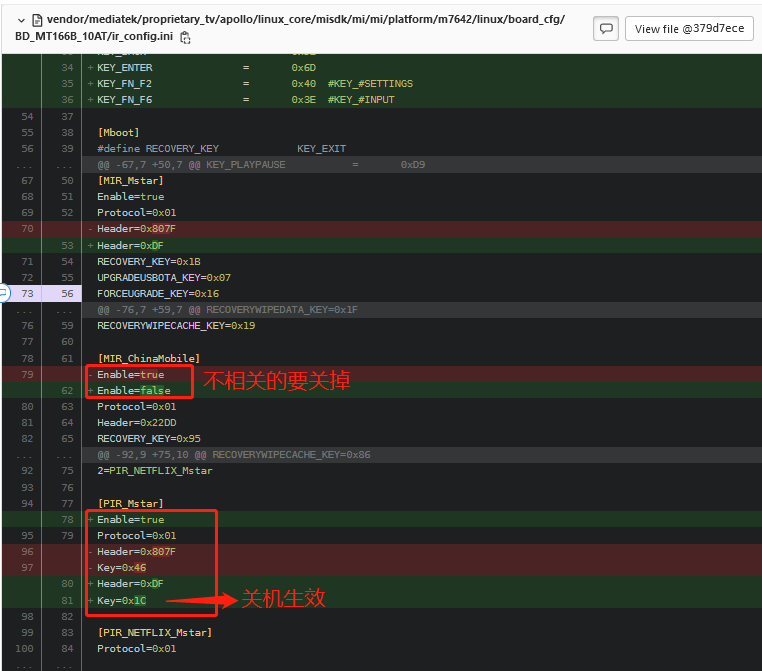 vendor/mediatek/proprietary_tv/apollo/linux_core/misdk/mi/mi/platform/m7642/linux/board_cfg/
BD_MT166B_10AT/ir_config.ini
View file @379d7ece
34 + KEY_ENTER = 0x6D
35 + KEY_FN_F2 = 0x40 #KEY_#SETTINGS
36 + KEY_FN_F6 = 0x3E #KEY_#INPUT
54 37
55 38 [Mboot]
56 39 #define RECOVERY_KEY KEY_EXIT
... ... @@ -67,7 +50,7 @@ KEY_PLAYPAUSE = 0xD9
67 50 [MIR_Mstar]
68 51 Enable=true
69 52 Protocol=0x01
70 - Header=0x807F
53 + Header=0xDF
71 54 RECOVERY_KEY=0x1B
72 55 UPGRADEUSBOTA_KEY=0x07
73 56 FORCEUGRADE_KEY=0x16
... ... @@ -76,7 +59,7 @@ RECOVERYWIPEDATA_KEY=0x1F
76 59 RECOVERYWIPECACHE_KEY=0x19
77 60
78 61 [MIR_ChinaMobile]
79 - Enable=true
不相关的要关掉
62 + Enable=false
80 63 Protocol=0x01
81 64 Header=0x22DD
82 65 RECOVERY_KEY=0x95
... ... @@ -92,9 +75,10 @@ RECOVERYWIPECACHE_KEY=0x86
92 75 2=PIR_NETFLIX_Mstar
93 76
94 77 [PIR_Mstar]
78 + Enable=true
95 79 Protocol=0x01
96 - Header=0x807F
97 - Key=0x46
80 + Header=0xDF
81 + Key=0x1C
关机生效
98 82
99 83 [PIR_NETFLIX_Mstar]
100 84 Protocol=0x01
... ...